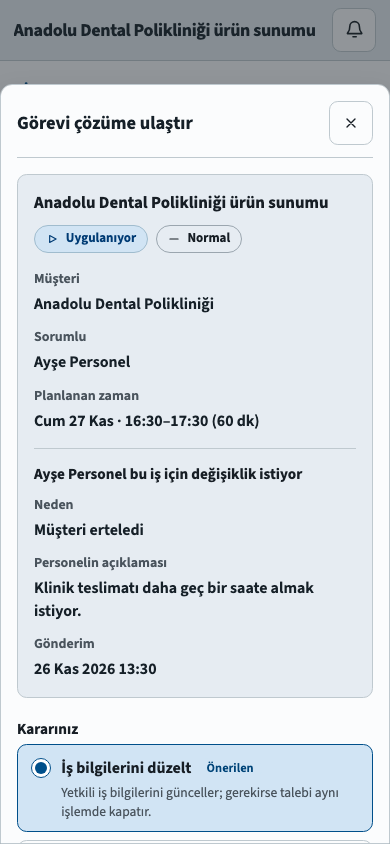 Anadolu Dental Polikliniği ürün sunumu
Görevi çözüme ulaştır
Anadolu Dental Polikliniği ürün sunumu
Uygulanıyor
Normal
Müşteri
Anadolu Dental Polikliniği
Sorumlu
Ayşe Personel
Planlanan zaman
Cum 27 Kas · 16:30–17:30 (60 dk)
Ayşe Personel bu iş için değişiklik istiyor
Neden
Müşteri erteledi
Personelin açıklaması
Klinik teslimatı daha geç bir saate almak
istiyor.
Gönderim
26 Kas 2026 13:30
Kararınız
İş bilgilerini düzelt Önerilen
Yetkili iş bilgilerini günceller; gerekirse talebi aynı
işlemde kapatır.